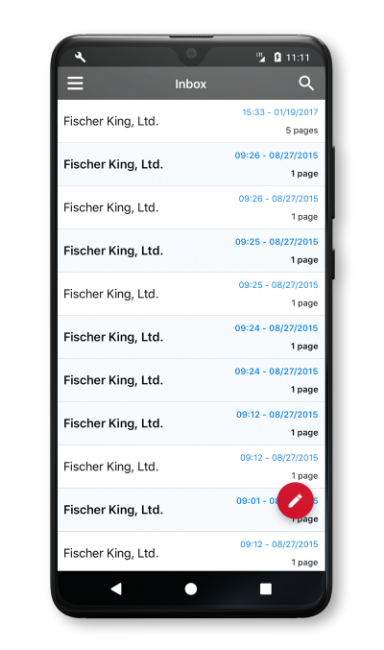 11:11
Inbox
Fischer King, Ltd.
15:33 - 01/19/2017
5 pages
Fischer King, Ltd.
09:26 - 08/27/2015
1 page
Fischer King, Ltd.
09:26 - 08/27/2015
1 page
Fischer King, Ltd.
09:25 - 08/27/2015
1 page
Fischer King, Ltd.
09:25 - 08/27/2015
1 page
Fischer King, Ltd.
09:24 - 08/27/2015
1 page
Fischer King, Ltd.
09:24 - 08/27/2015
1 page
Fischer King, Ltd.
09:12 - 08/27/2015
1 page
Fischer King, Ltd.
09:12 - 08/27/2015
1 page
Fischer King, Ltd.
09:01 - 0
page
Fischer King, Ltd.
09:12 - 08/27/2015
1 page